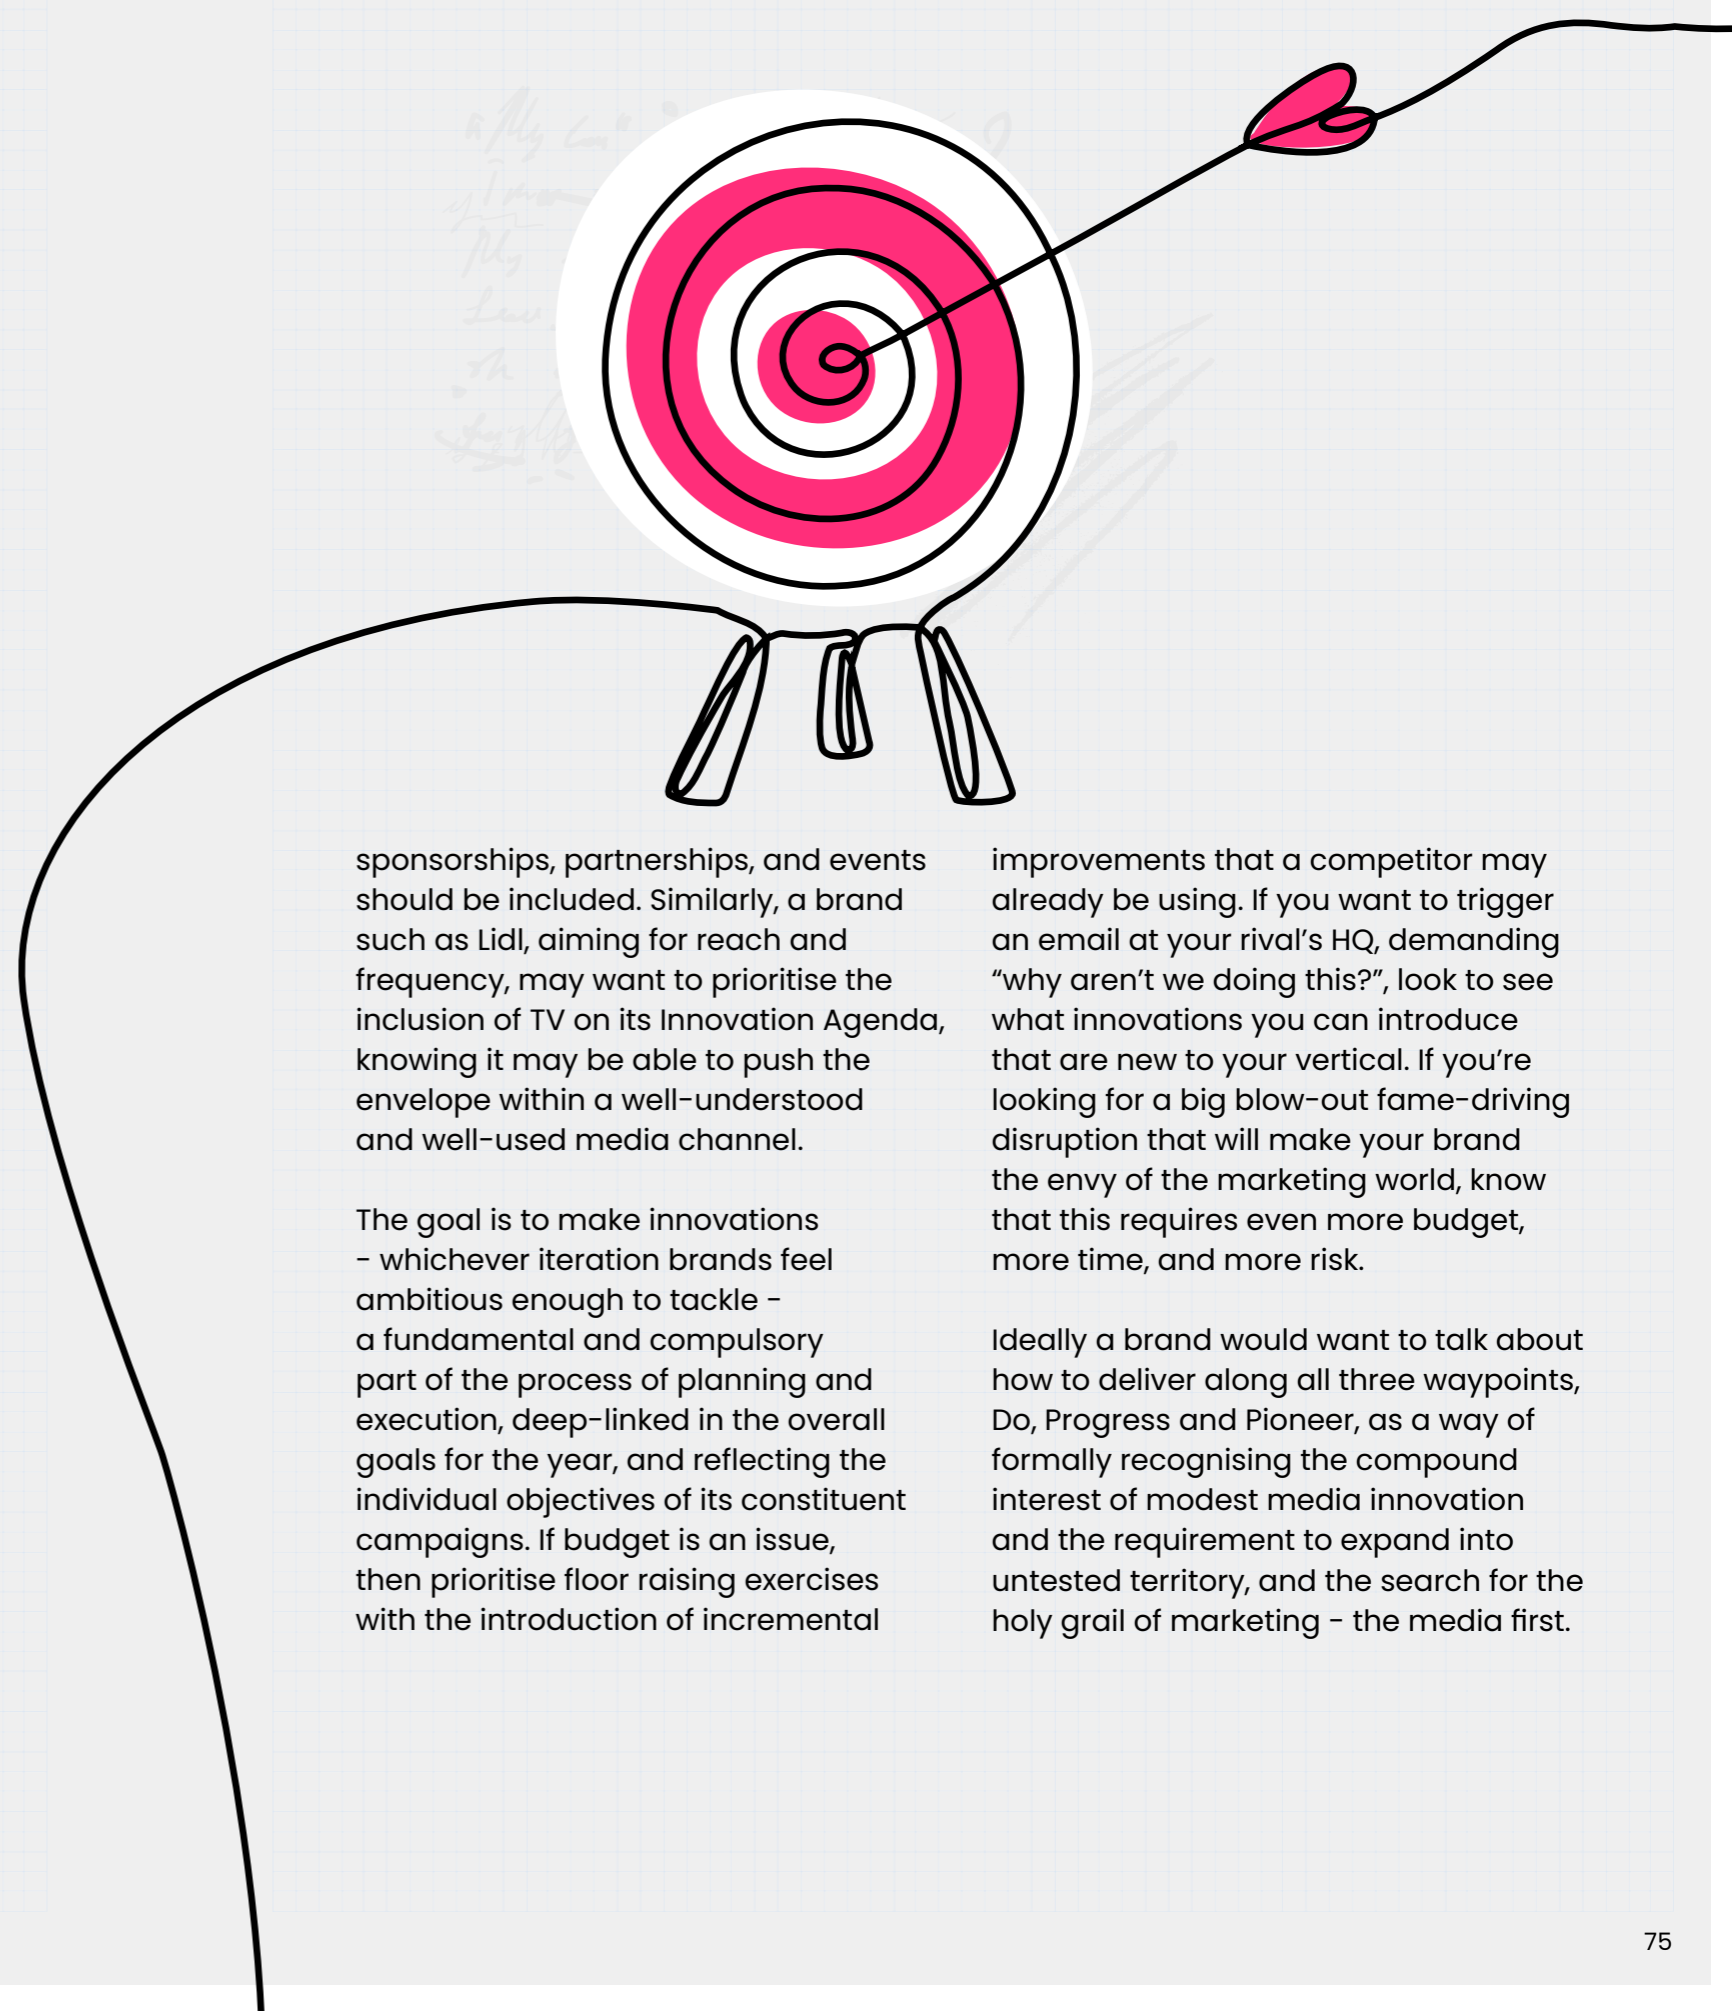 sponsorships, partnerships, and events
should be included. Similarly, a brand
such as Lidl, aiming for reach and
frequency, may want to prioritise the
inclusion of TV on its Innovation Agenda,
knowing it may be able to push the
envelope within a well-understood
and well-used media channel.
The goal is to make innovations
- whichever iteration brands feel
ambitious enough to tackle -
a fundamental and compulsory
part of the process of planning and
execution, deep-linked in the overall
goals for the year, and reflecting the
individual objectives of its constituent
campaigns. If budget is an issue,
then prioritise floor raising exercises
with the introduction of incremental
improvements that a competitor may
already be using. If you want to trigger
an email at your rival’s HQ, demanding
“why aren’t we doing this?”, look to see
what innovations you can introduce
that are new to your vertical. If you’re
looking for a big blow-out fame-driving
disruption that will make your brand
the envy of the marketing world, know
that this requires even more budget,
more time, and more risk.
Ideally a brand would want to talk about
how to deliver along all three waypoints,
Do, Progress and Pioneer, as a way of
formally recognising the compound
interest of modest media innovation
and the requirement to expand into
untested territory, and the search for the
holy grail of marketing - the media first.
75